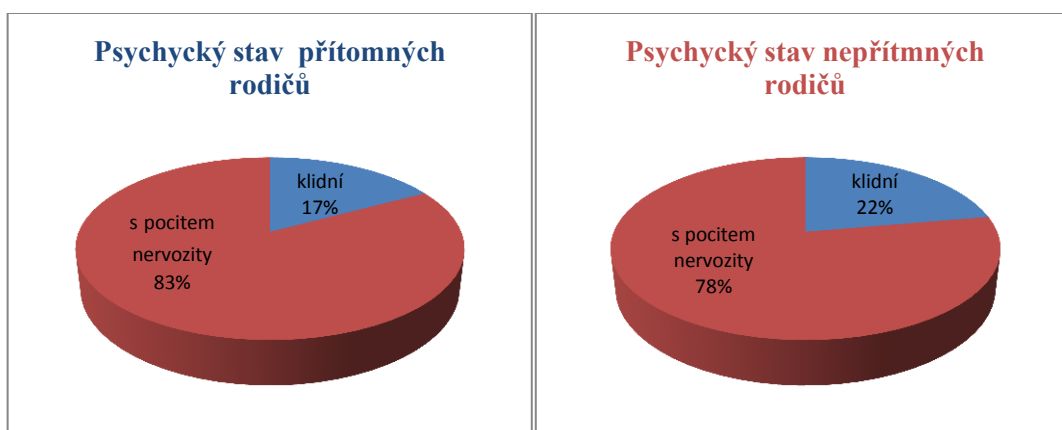 Psychycký stav  přítomných
rodičů
klidní
17%
s pocitem
nervozity
83%
Psychycký stav nepřítmných
rodičů
klidní
22%
s pocitem
nervozity
78%